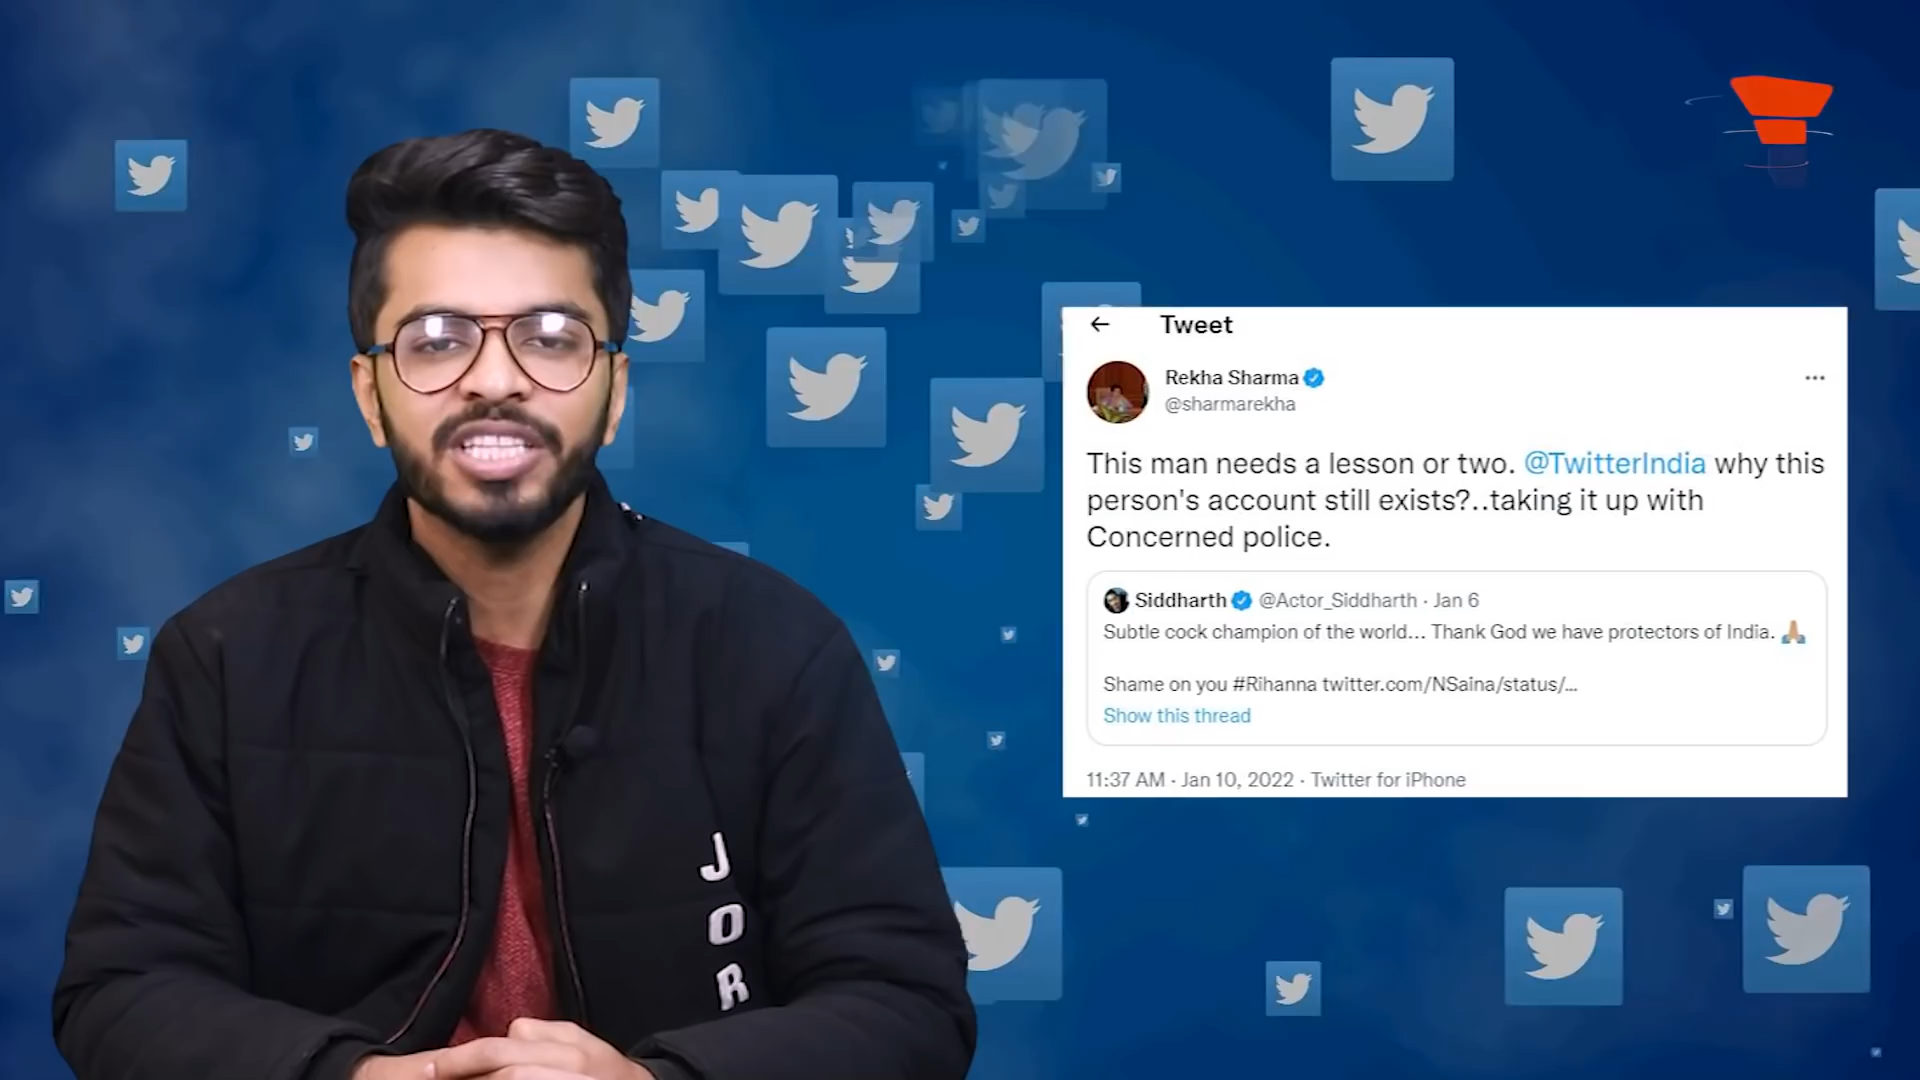 Tweet
Rekha Sharma
@sharmarekha
This man needs a lesson or two. @TwitterIndia why this
person's account still exists?..taking it up with
Concerned police.
Siddharth @Actor_Siddharth · Jan 6
Subtle cock champion of the world... Thank God we have protectors of India. 🙏🏽
Shame on you #Rihanna twitter.com/NSaina/status/...
Show this thread
11:37 AM · Jan 10, 2022 · Twitter for iPhone
J
O
R